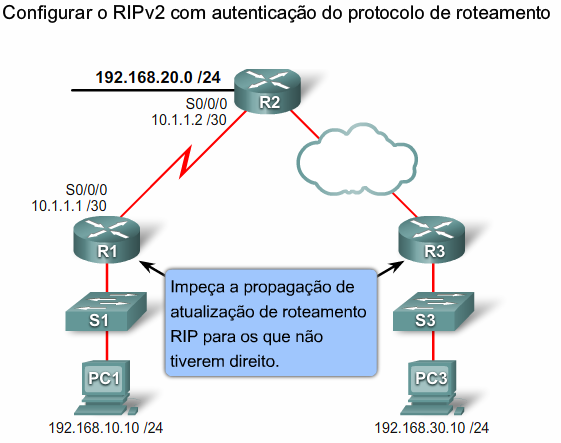 Configurar o RIPv2 com autenticação do protocolo de roteamento
192.168.20.0 /24
R2
S0/0/0
10.1.1.2 /30
S0/0/0
10.1.1.1 /30
R1
R3
Impeça a propagação de
atualização de roteamento
RIP para os que não
tiverem direito.
S1
S3
PC1
PC3
192.168.10.10 /24
192.168.30.10 /24